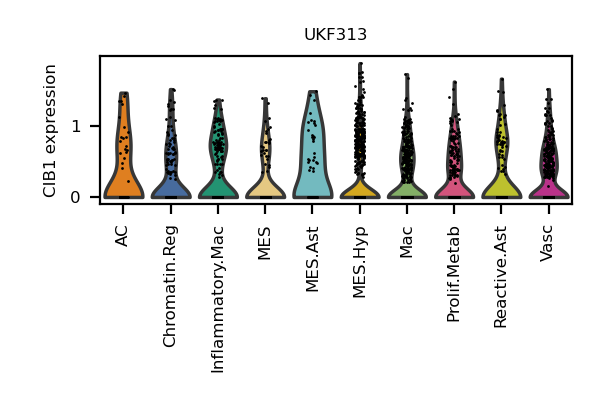 UKF313
CIB1 expression
1
0
AC
Chromatin.Reg
Inflammatory.Mac
MES
MES.Ast
MES.Hyp
Mac
Prolif.Metab
Reactive.Ast
Vasc